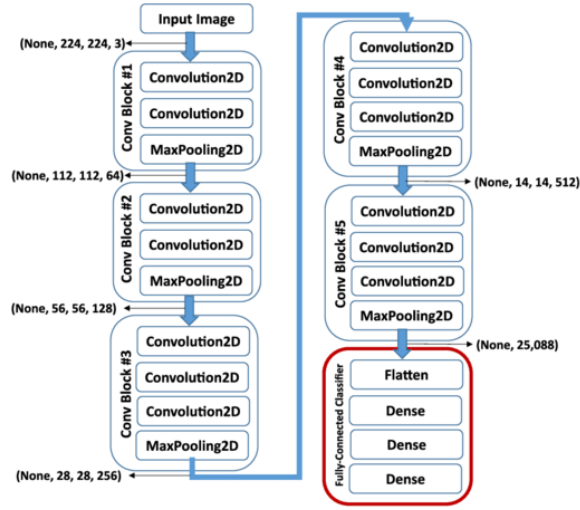 Input Image
(None, 224, 224, 3)
Conv Block #1
Convolution2D
Convolution2D
MaxPooling2D
(None, 112, 112, 64)
Conv Block #2
Convolution2D
Convolution2D
MaxPooling2D
(None, 56, 56, 128)
Conv Block #3
Convolution2D
Convolution2D
Convolution2D
MaxPooling2D
(None, 28, 28, 256)
Conv Block #4
Convolution2D
Convolution2D
Convolution2D
MaxPooling2D
(None, 14, 14, 512)
Conv Block #5
Convolution2D
Convolution2D
Convolution2D
MaxPooling2D
(None, 25,088)
Fully-Connected Classifier
Flatten
Dense
Dense
Dense